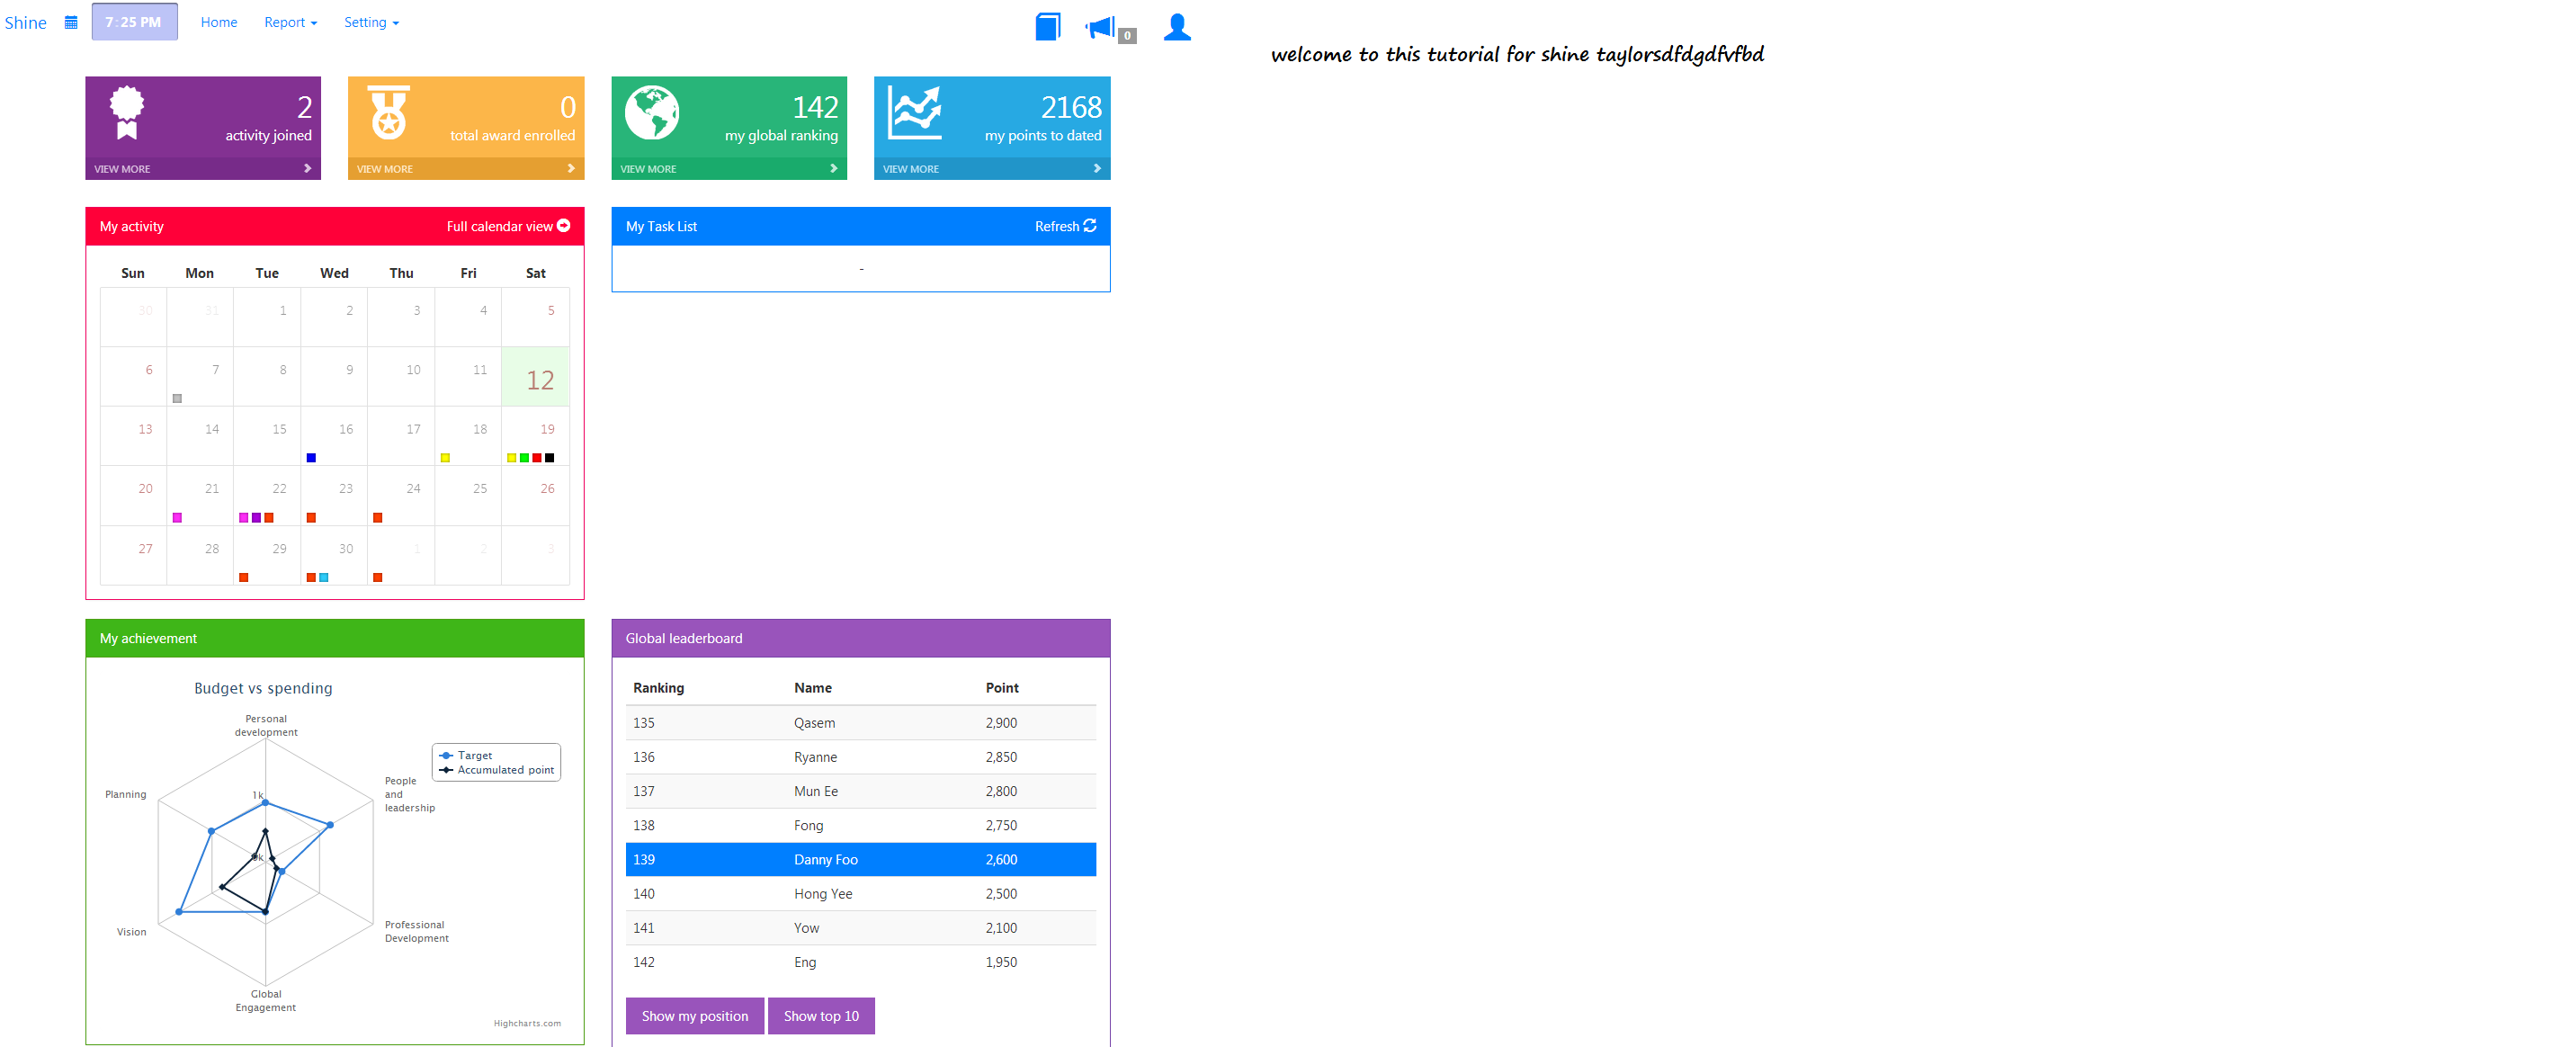 Shine 7:25 PM Home Report Setting 0
welcome to this tutorial for shine taylorsdfdgdfvfbd
2
activity joined
VIEW MORE
0
total award enrolled
VIEW MORE
142
my global ranking
VIEW MORE
2168
my points to dated
VIEW MORE
My activity Full calendar view
Sun Mon Tue Wed Thu Fri Sat
30 31 1 2 3 4 5
6 7 8 9 10 11 12
13 14 15 16 17 18 19
20 21 22 23 24 25 26
27 28 29 30 1 2 3
My Task List Refresh
-
My achievement
Budget vs spending
Personal
development
Target
Accumulated point
People
and
leadership
Planning
1k
0k
Vision
Professional
Development
Global
Engagement
Highcharts.com
Global leaderboard
Ranking Name Point
135 Qasem 2,900
136 Ryanne 2,850
137 Mun Ee 2,800
138 Fong 2,750
139 Danny Foo 2,600
140 Hong Yee 2,500
141 Yow 2,100
142 Eng 1,950
Show my position Show top 10